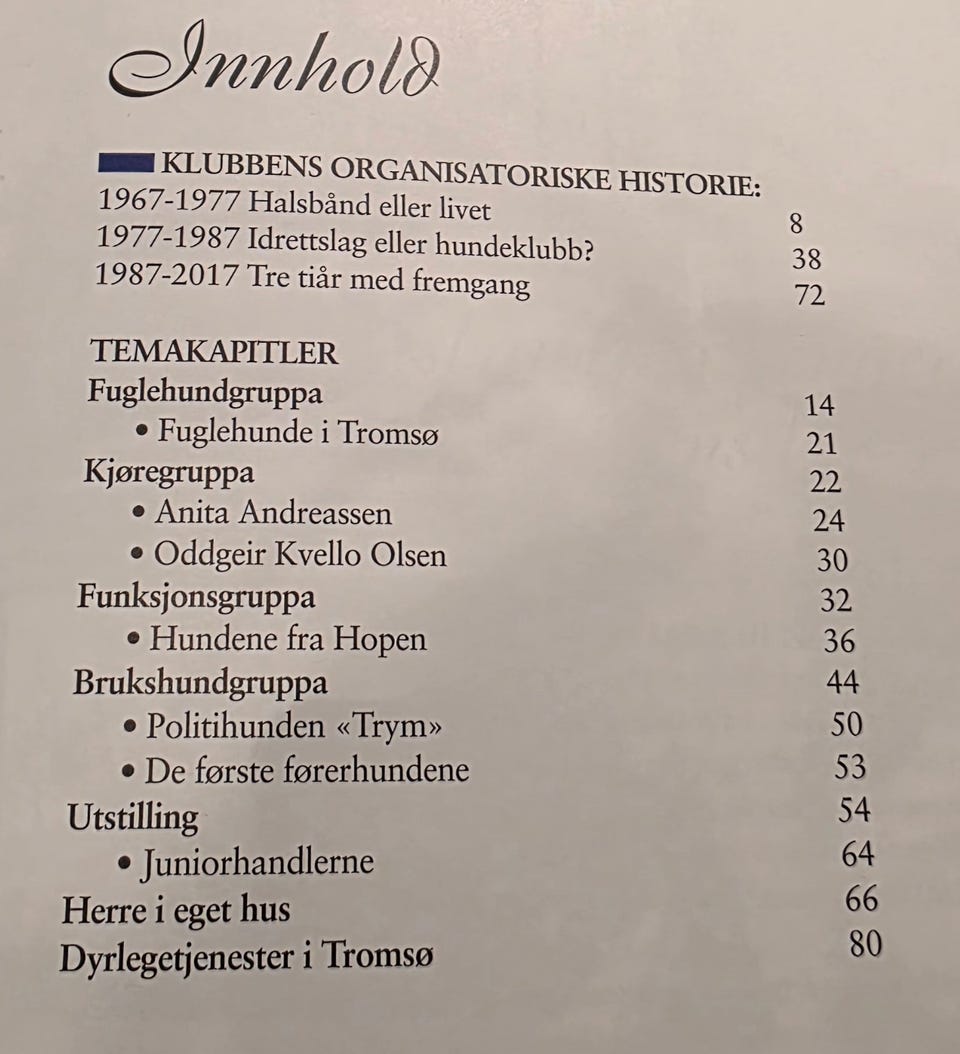 Innhold
KLUBBENS ORGANISATORISKE HISTORIE:
1967-1977 Halsbånd eller livet 8
1977-1987 Idrettslag eller hundeklubb? 38
1987-2017 Tre tiår med fremgang 72
TEMAKAPITLER
Fuglehundgruppa 14
• Fuglehunde i Tromsø 21
Kjøregruppa 22
• Anita Andreassen 24
• Oddgeir Kvello Olsen 30
Funksjonsgruppa 32
• Hundene fra Hopen 36
Brukshundgruppa 44
• Politihunden «Trym» 50
• De første førerhundene 53
Utstilling 54
• Juniorhandlerne 64
Herre i eget hus 66
Dyrlegetjenester i Tromsø 80